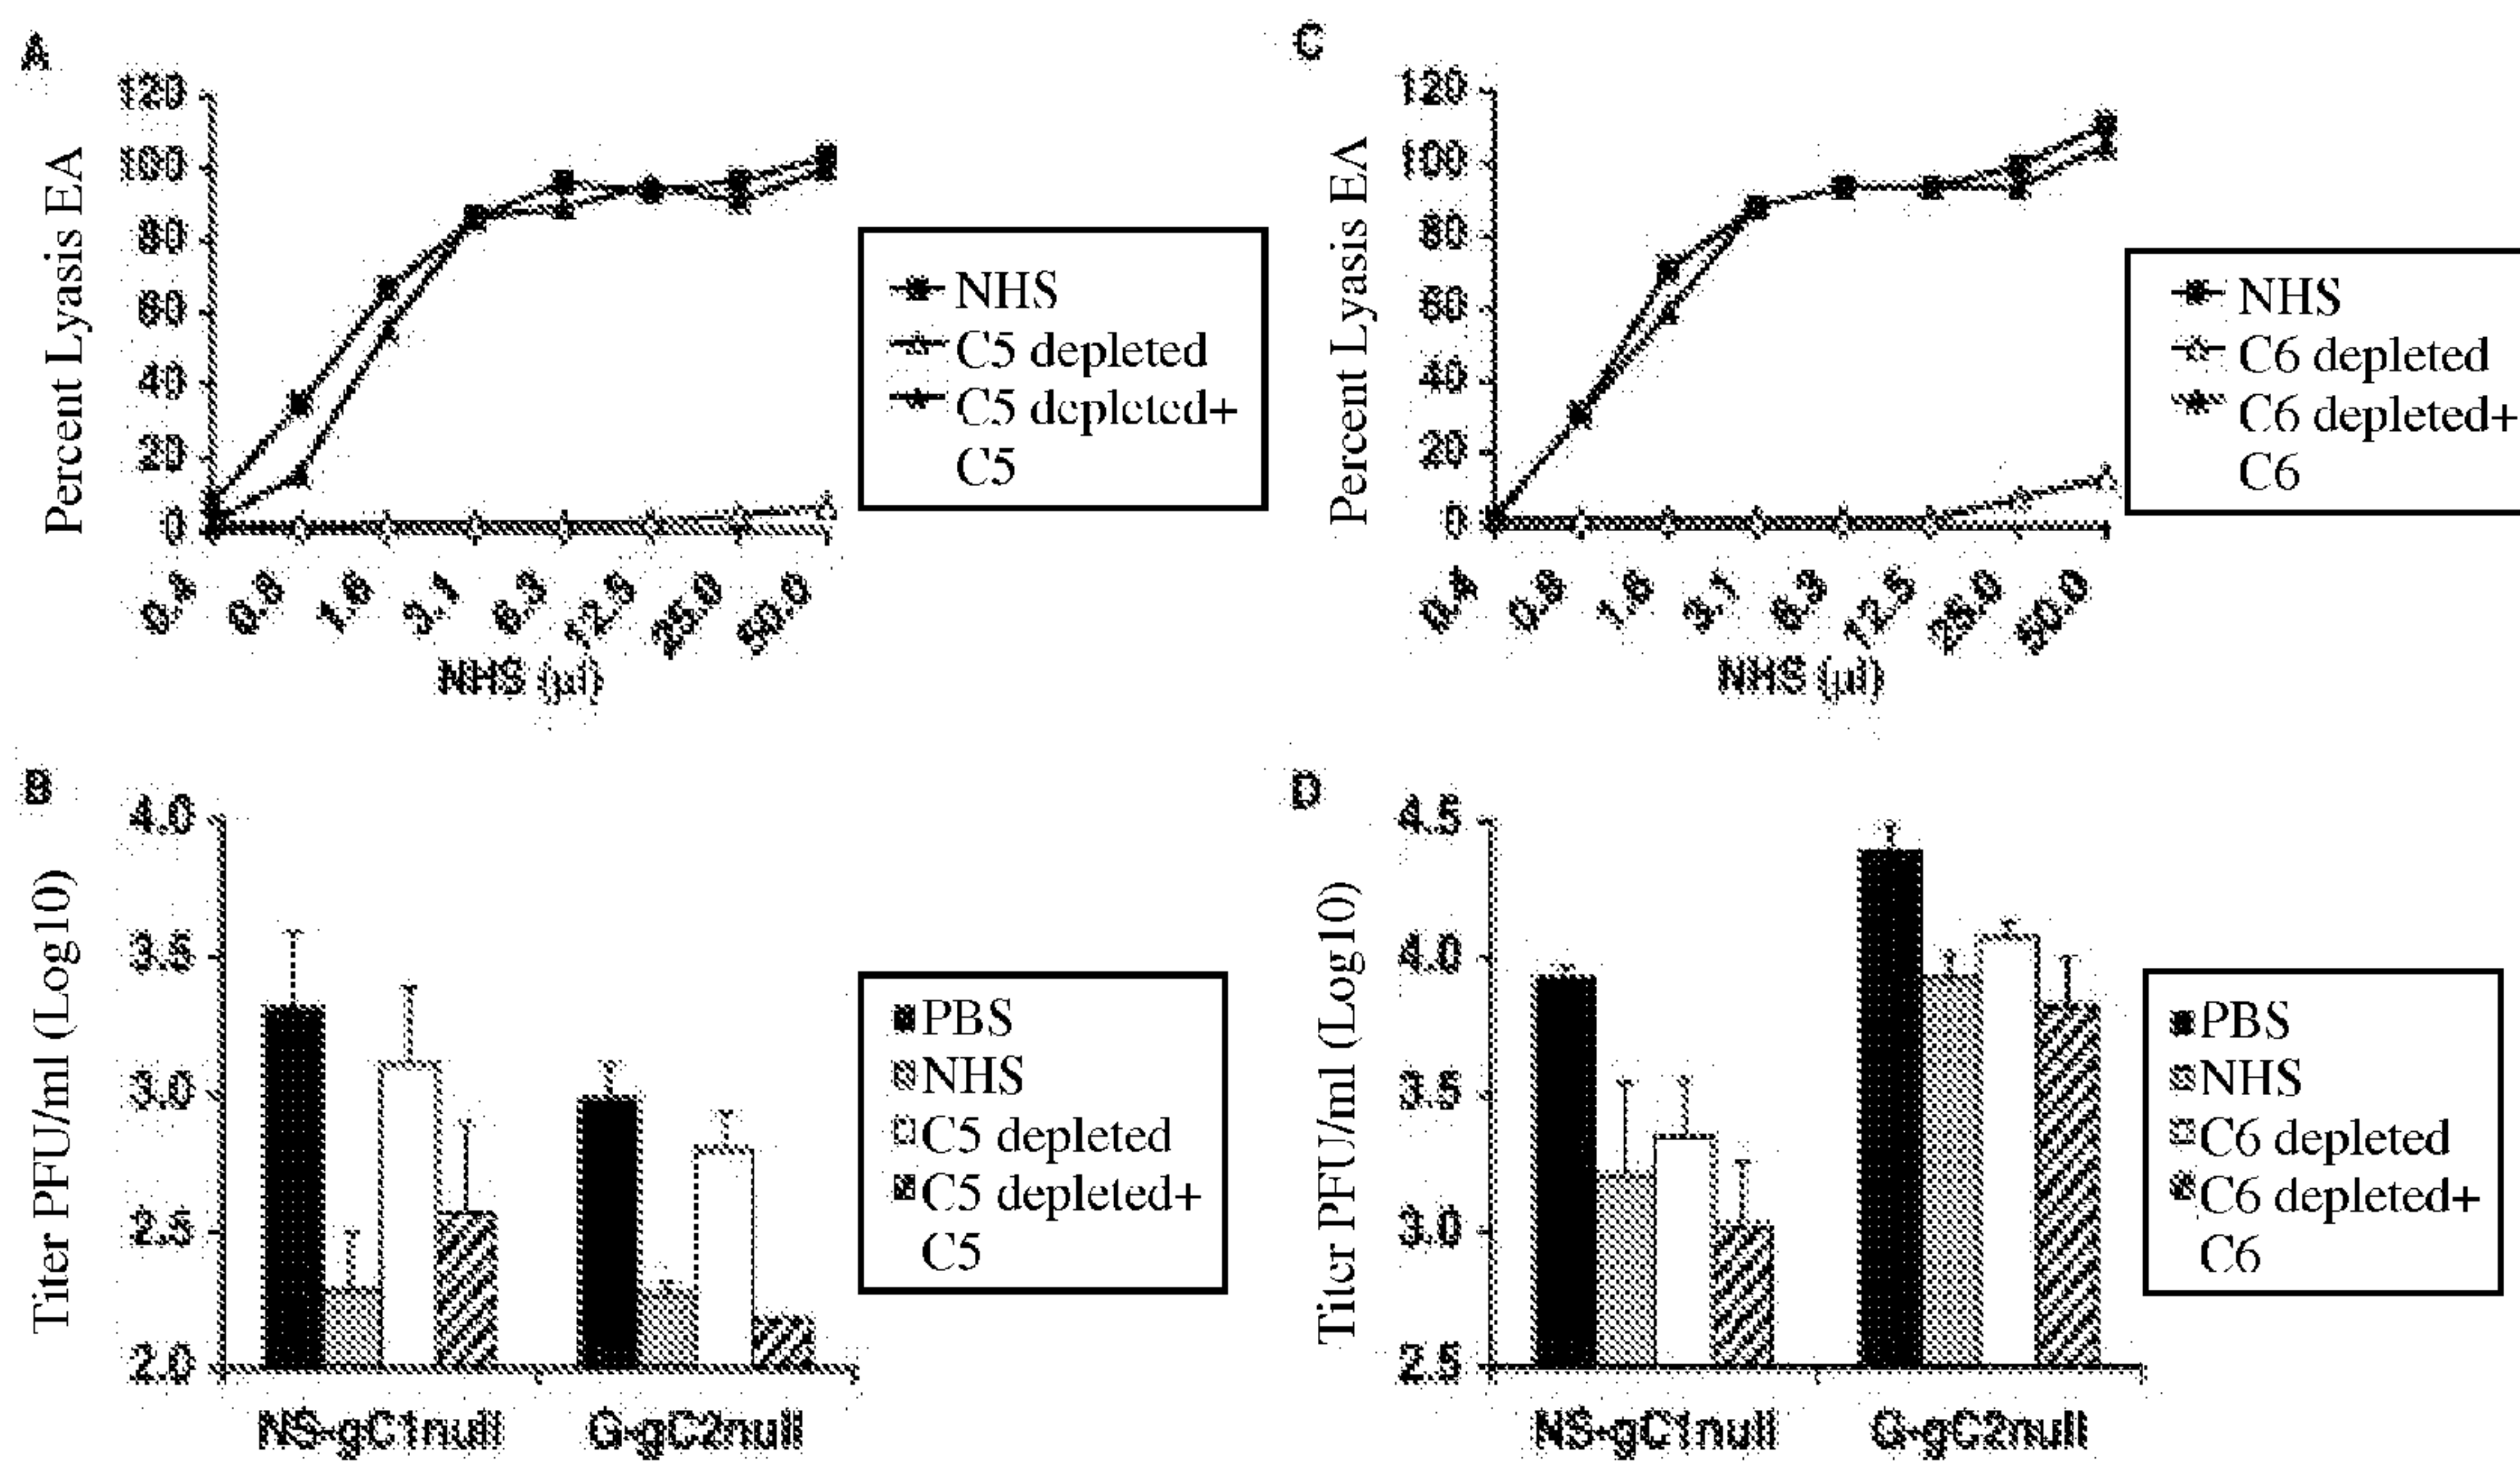 A
120
100
80
60
40
20
0
Percent Lyasis EA
0.4
0.8
1.6
3.1
6.3
12.5
25.0
50.0
NHS (µl)
NHS
C5 depleted
C5 depleted+
C5
C
120
100
80
60
40
20
0
Percent Lyasis EA
0.4
0.8
1.6
3.1
6.3
12.5
25.0
50.0
NHS (µl)
NHS
C6 depleted
C6 depleted+
C6
B
4.0
3.5
3.0
2.5
2.0
Titer PFU/ml (Log10)
NS-gC1null
G-gC2null
PBS
NHS
C5 depleted
C5 depleted+
C5
D
4.5
4.0
3.5
3.0
2.5
Titer PFU/ml (Log10)
NS-gC1null
G-gC2null
PBS
NHS
C6 depleted
C6 depleted+
C6